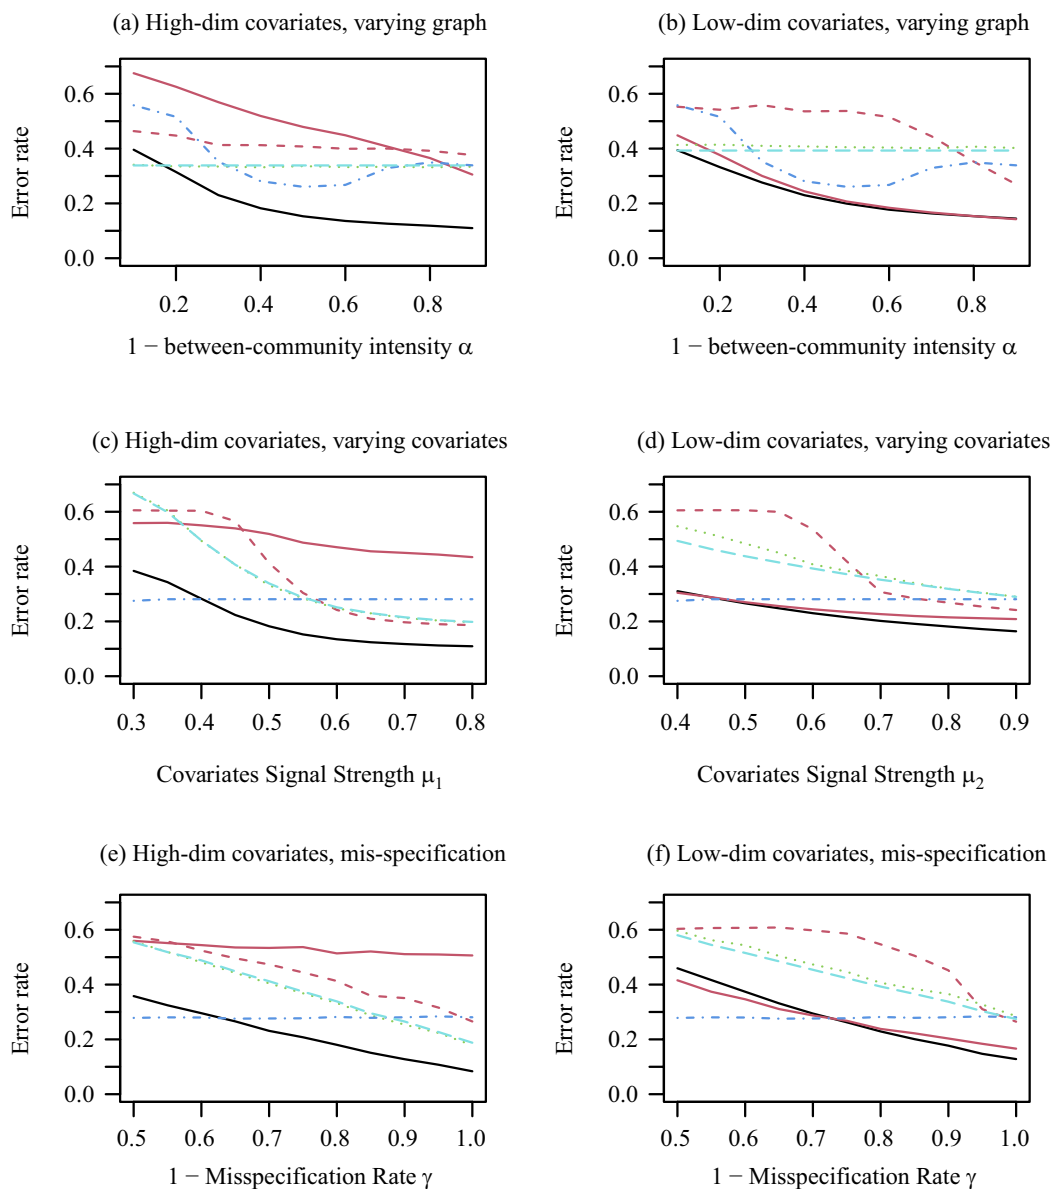 (a) High-dim covariates, varying graph
Error rate
0.6
0.4
0.2
0.0
0.2 0.4 0.6 0.8
1 − between-community intensity α
(b) Low-dim covariates, varying graph
Error rate
0.6
0.4
0.2
0.0
0.2 0.4 0.6 0.8
1 − between-community intensity α
(c) High-dim covariates, varying covariates
Error rate
0.6
0.4
0.2
0.0
0.3 0.4 0.5 0.6 0.7 0.8
Covariates Signal Strength μ1
(d) Low-dim covariates, varying covariates
Error rate
0.6
0.4
0.2
0.0
0.4 0.5 0.6 0.7 0.8 0.9
Covariates Signal Strength μ2
(e) High-dim covariates, mis-specification
Error rate
0.6
0.4
0.2
0.0
0.5 0.6 0.7 0.8 0.9 1.0
1 − Misspecification Rate γ
(f) Low-dim covariates, mis-specification
Error rate
0.6
0.4
0.2
0.0
0.5 0.6 0.7 0.8 0.9 1.0
1 − Misspecification Rate γ